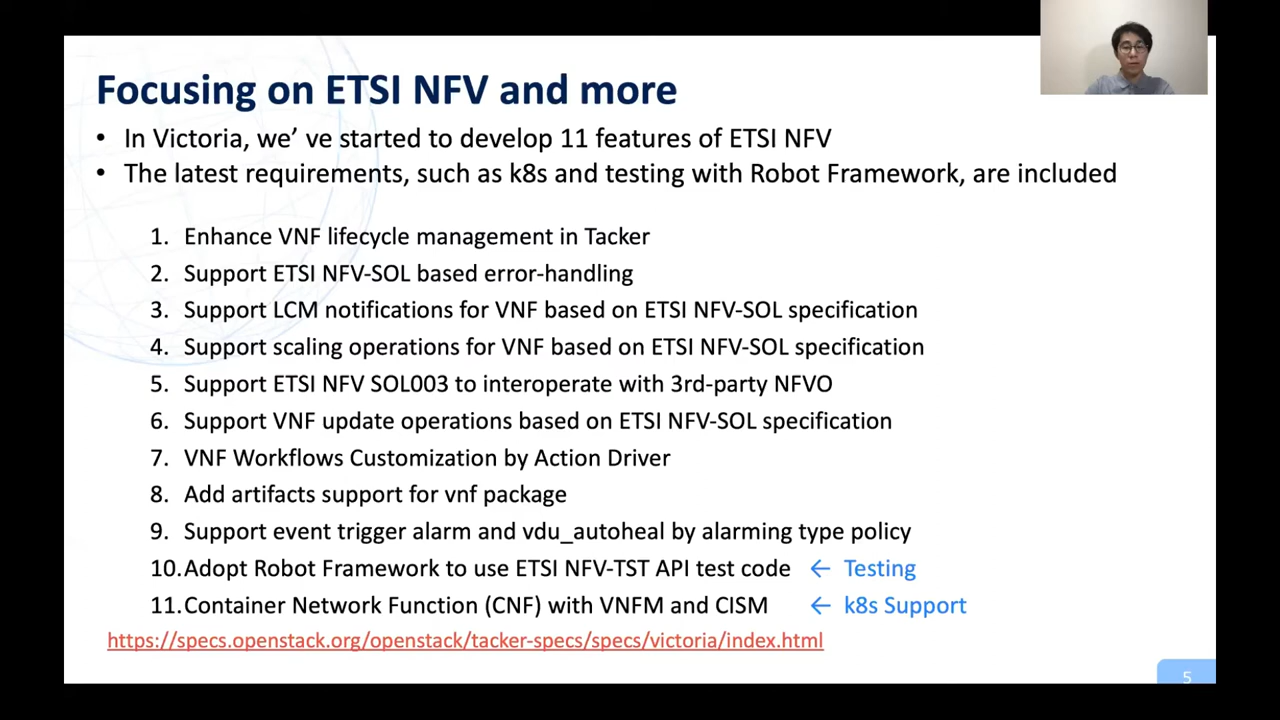 Focusing on ETSI NFV and more
• In Victoria, we’ ve started to develop 11 features of ETSI NFV
• The latest requirements, such as k8s and testing with Robot Framework, are included
1. Enhance VNF lifecycle management in Tacker
2. Support ETSI NFV-SOL based error-handling
3. Support LCM notifications for VNF based on ETSI NFV-SOL specification
4. Support scaling operations for VNF based on ETSI NFV-SOL specification
5. Support ETSI NFV SOL003 to interoperate with 3rd-party NFVO
6. Support VNF update operations based on ETSI NFV-SOL specification
7. VNF Workflows Customization by Action Driver
8. Add artifacts support for vnf package
9. Support event trigger alarm and vdu_autoheal by alarming type policy
10. Adopt Robot Framework to use ETSI NFV-TST API test code ← Testing
11. Container Network Function (CNF) with VNFM and CISM ← k8s Support
https://specs.openstack.org/openstack/tacker-specs/specs/victoria/index.html
5